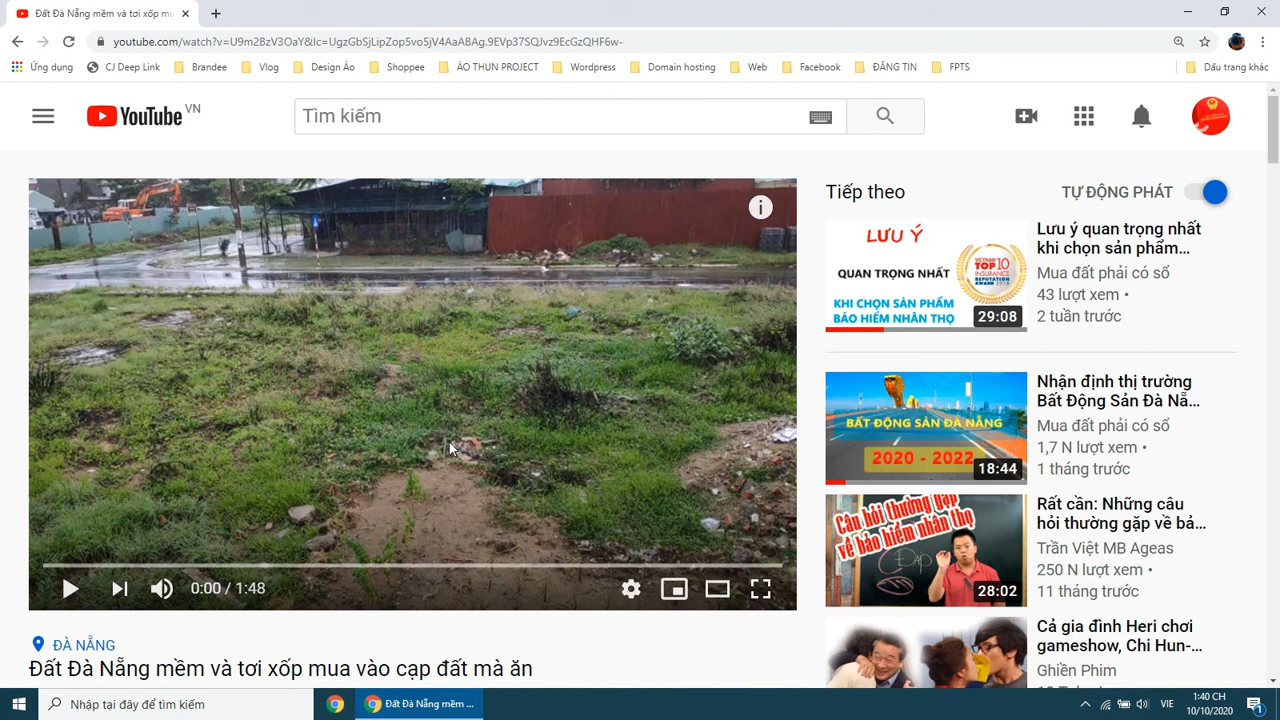 Đất Đà Nẵng mềm và tơi xốp mu
youtube.com/watch?v=U9m2BzV3OaY&lc=UgzGbSjLipZop5vo5jV4AaABAg.9EVp37SQJvz9EcGzQHF6w-
Ứng dụng CJ Deep Link Brandee Vlog Design Áo Shoppee ÁO THUN PROJECT Wordpress Domain hosting Web Facebook ĐĂNG TIN FPTS Dấu trang khác
YouTube VN
Tìm kiếm
Tiếp theo
TỰ ĐỘNG PHÁT
LƯU Ý
QUAN TRỌNG NHẤT
KHI CHỌN SẢN PHẨM
BẢO HIỂM NHÂN THỌ
VIETNAM
TOP 10
INSURANCE
REPUTATION
29:08
Lưu ý quan trọng nhất
khi chọn sản phẩm...
Mua đất phải có sổ
43 lượt xem •
2 tuần trước
BẤT ĐỘNG SẢN ĐÀ NẴNG
2020 - 2022
18:44
Nhận định thị trường
Bất Động Sản Đà Nẵ...
Mua đất phải có sổ
1,7 N lượt xem •
1 tháng trước
Câu hỏi thường gặp
về bảo hiểm nhân thọ
28:02
Rất cần: Những câu
hỏi thường gặp về bả...
Trần Việt MB Ageas
250 N lượt xem •
11 tháng trước
Cả gia đình Heri chơi
gameshow, Chi Hun-...
Ghiền Phim
0:00 / 1:48
ĐÀ NẴNG
Đất Đà Nẵng mềm và tơi xốp mua vào cạp đất mà ăn
Nhập tại đây để tìm kiếm
Đất Đà Nẵng mềm ...
VIE
1:40 CH
10/10/2020
1